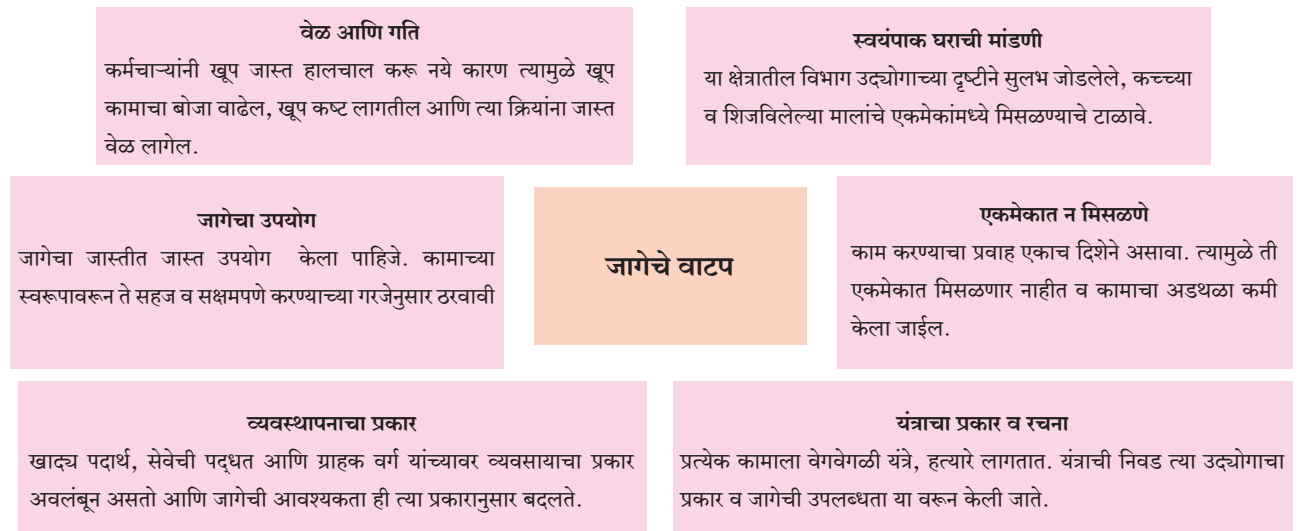 वेळ आणि गति
कर्मचाऱ्यांनी खूप जास्त हालचाल करू नये कारण त्यामुळे खूप
कामाचा बोजा वाढेल, खूप कष्ट लागतील आणि त्या क्रियांना जास्त
वेळ लागेल.
स्वयंपाक घराची मांडणी
या क्षेत्रातील विभाग उद्योगाच्या दृष्टीने सुलभ जोडलेले, कच्च्या
व शिजविलेल्या मालांचे एकमेकांमध्ये मिसळण्याचे टाळावे.
जागेचा उपयोग
जागेचा जास्तीत जास्त उपयोग केला पाहिजे. कामाच्या
स्वरूपावरून ते सहज व सक्षमपणे करण्याच्या गरजेनुसार ठरवावी
जागेचे वाटप
एकमेकात न मिसळणे
काम करण्याचा प्रवाह एकाच दिशेने असावा. त्यामुळे ती
एकमेकात मिसळणार नाहीत व कामाचा अडथळा कमी
केला जाईल.
व्यवस्थापनाचा प्रकार
खाद्य पदार्थ, सेवेची पद्धत आणि ग्राहक वर्ग यांच्यावर व्यवसायाचा प्रकार
अवलंबून असतो आणि जागेची आवश्यकता ही त्या प्रकारानुसार बदलते.
यंत्राचा प्रकार व रचना
प्रत्येक कामाला वेगवेगळी यंत्रे, हत्यारे लागतात. यंत्राची निवड त्या उद्योगाचा
प्रकार व जागेची उपलब्धता या वरून केली जाते.